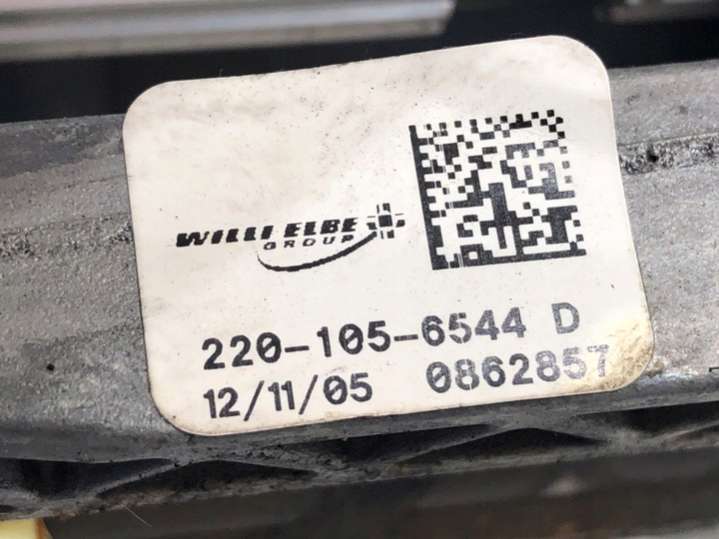 WILLI ELBE
GROUP
220-105-6544 D
12/11/05 0862857